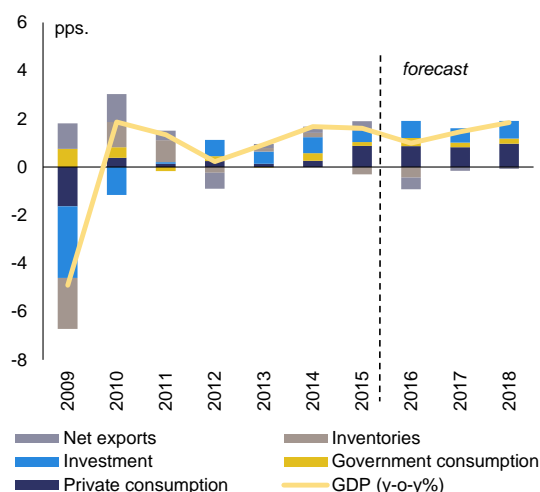 6
pps.
4
forecast
2
0
-2
-4
-6
-8
2009
2010
2011
2012
2013
2014
2015
2016
2017
2018
Net exports
Inventories
Investment
Government consumption
Private consumption
GDP (y-o-y%)